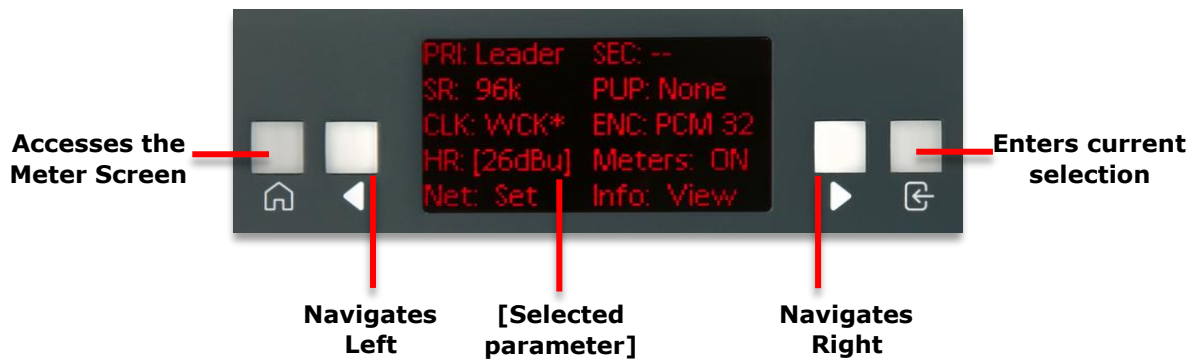 PRI: Leader SEC: --
SR: 96k PUP: None
CLK: WCK* ENC: PCM 32
HR: [26dBu] Meters: ON
Net: Set Info: View
Accesses the
Meter Screen
Enters current
selection
Navigates
Left
[Selected
parameter]
Navigates
Right